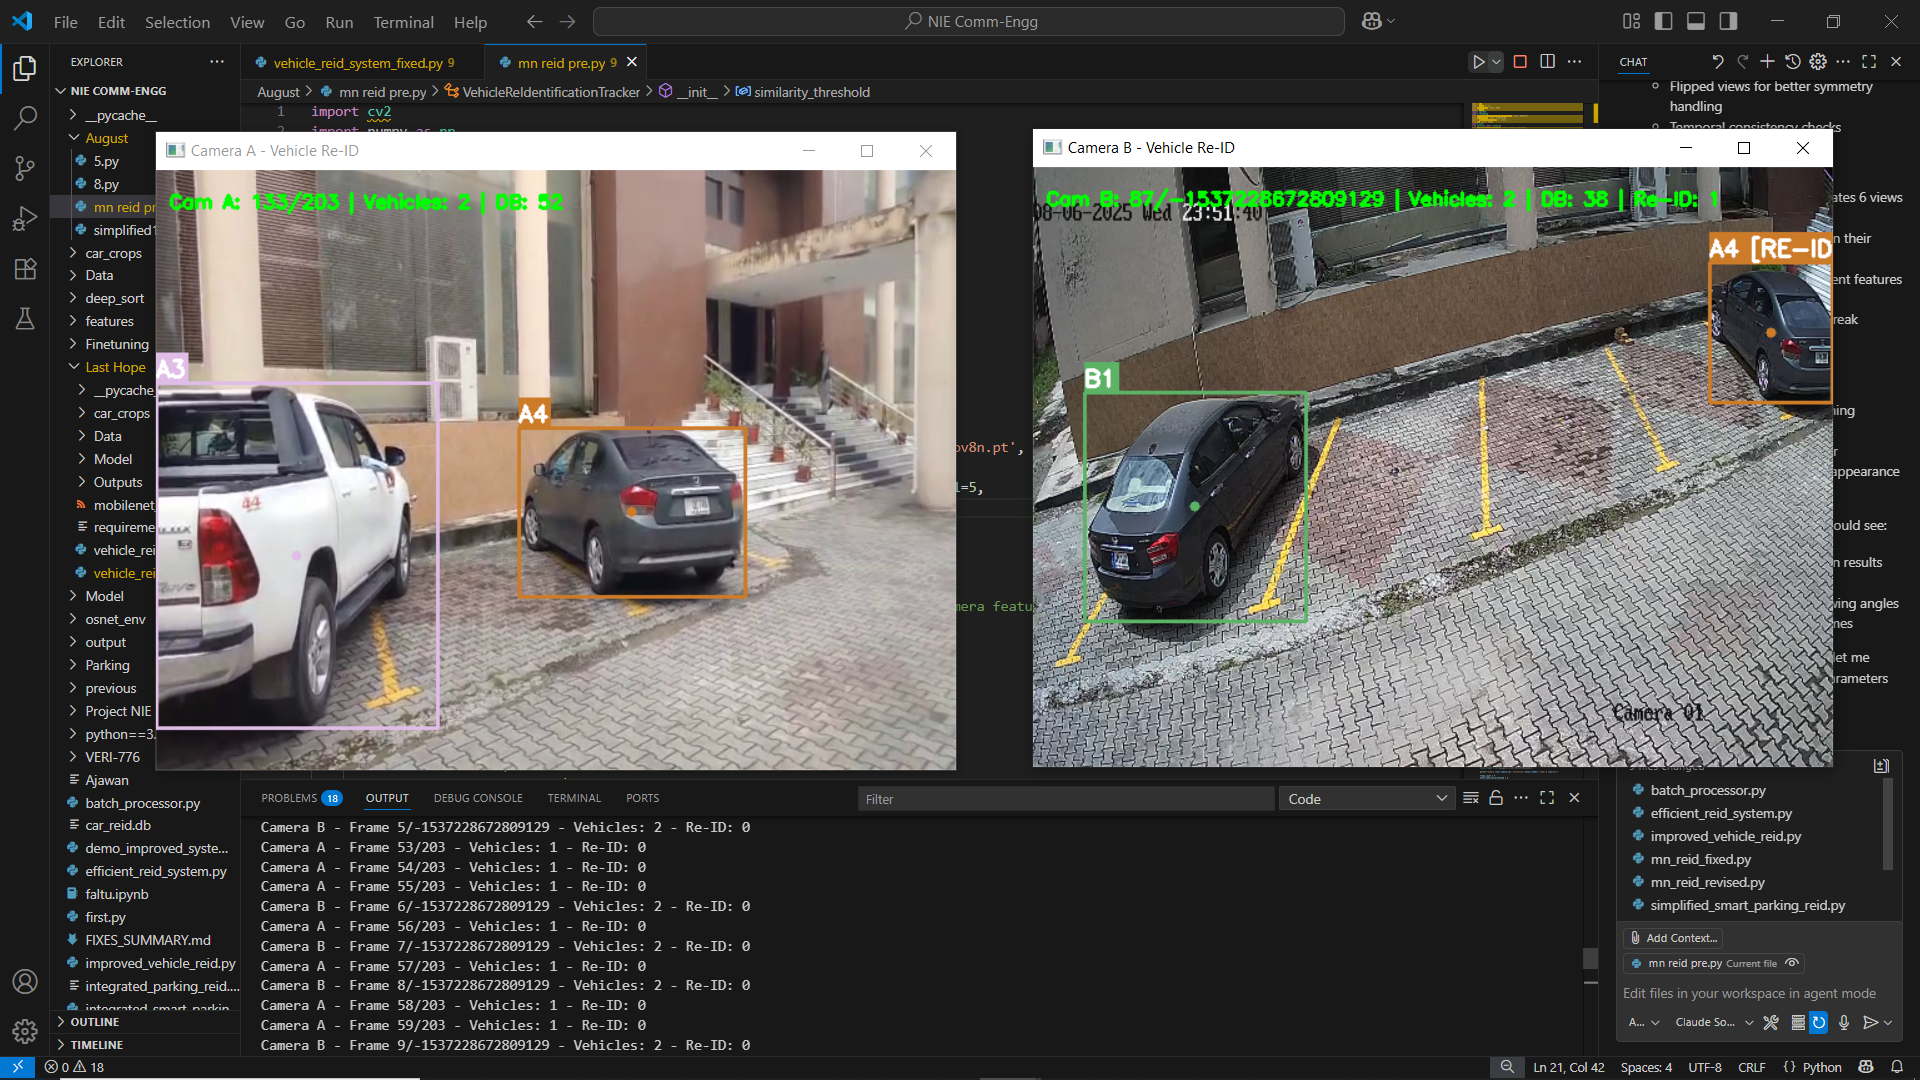 File Edit Selection View Go Run Terminal Help
NIE Comm-Engg
EXPLORER
NIE COMM-ENGG
__pycache__
August
5.py
8.py
mn reid pr
simplified1
car_crops
Data
deep_sort
features
Finetuning
Last Hope
__pycache_
car_crops
Data
Model
Outputs
mobilenet_
requireme
vehicle_rei
vehicle_rei
Model
osnet_env
output
Parking
previous
Project NIE
python==3.
VERI-776
Ajawan
batch_processor.py
car_reid.db
demo_improved_syste...
efficient_reid_system.py
faltu.ipynb
first.py
FIXES_SUMMARY.md
improved_vehicle_reid.py
integrated_parking_reid....
integrated_smart_parkin
OUTLINE
TIMELINE
vehicle_reid_system_fixed.py 9
mn reid pre.py 9
August > mn reid pre.py > VehicleReIdentificationTracker > __init__ > similarity_threshold
1 import cv2
2 import numpy as np
Camera A - Vehicle Re-ID
Cam A: 133/203 | Vehicles: 2 | DB: 52
A3
A4
44
ov8n.pt',
l=5,
mera featu
Camera B - Vehicle Re-ID
Cam B: 87/-1537228672809129 | Vehicles: 2 | DB: 38 | Re-ID: 1
08-06-2025 Wed 23:51:40
A4 [RE-ID
B1
Camera 01
CHAT
Flipped views for better symmetry
handling
Temporal consistency checks
ates 6 views
n their
ent features
reak
ning
r
appearance
ould see:
n results
ving angles
mes
let me
arameters
batch_processor.py
efficient_reid_system.py
improved_vehicle_reid.py
mn_reid_fixed.py
mn_reid_revised.py
simplified_smart_parking_reid.py
Add Context...
mn reid pre.py Current file
Edit files in your workspace in agent mode
A... Claude So...
PROBLEMS 18 OUTPUT DEBUG CONSOLE TERMINAL PORTS
Filter
Code
Camera B - Frame 5/-1537228672809129 - Vehicles: 2 - Re-ID: 0
Camera A - Frame 53/203 - Vehicles: 1 - Re-ID: 0
Camera A - Frame 54/203 - Vehicles: 1 - Re-ID: 0
Camera A - Frame 55/203 - Vehicles: 1 - Re-ID: 0
Camera B - Frame 6/-1537228672809129 - Vehicles: 2 - Re-ID: 0
Camera A - Frame 56/203 - Vehicles: 1 - Re-ID: 0
Camera B - Frame 7/-1537228672809129 - Vehicles: 2 - Re-ID: 0
Camera A - Frame 57/203 - Vehicles: 1 - Re-ID: 0
Camera B - Frame 8/-1537228672809129 - Vehicles: 2 - Re-ID: 0
Camera A - Frame 58/203 - Vehicles: 1 - Re-ID: 0
Camera A - Frame 59/203 - Vehicles: 1 - Re-ID: 0
Camera B - Frame 9/-1537228672809129 - Vehicles: 2 - Re-ID: 0
0 18
Ln 21, Col 42 Spaces: 4 UTF-8 CRLF {} Python